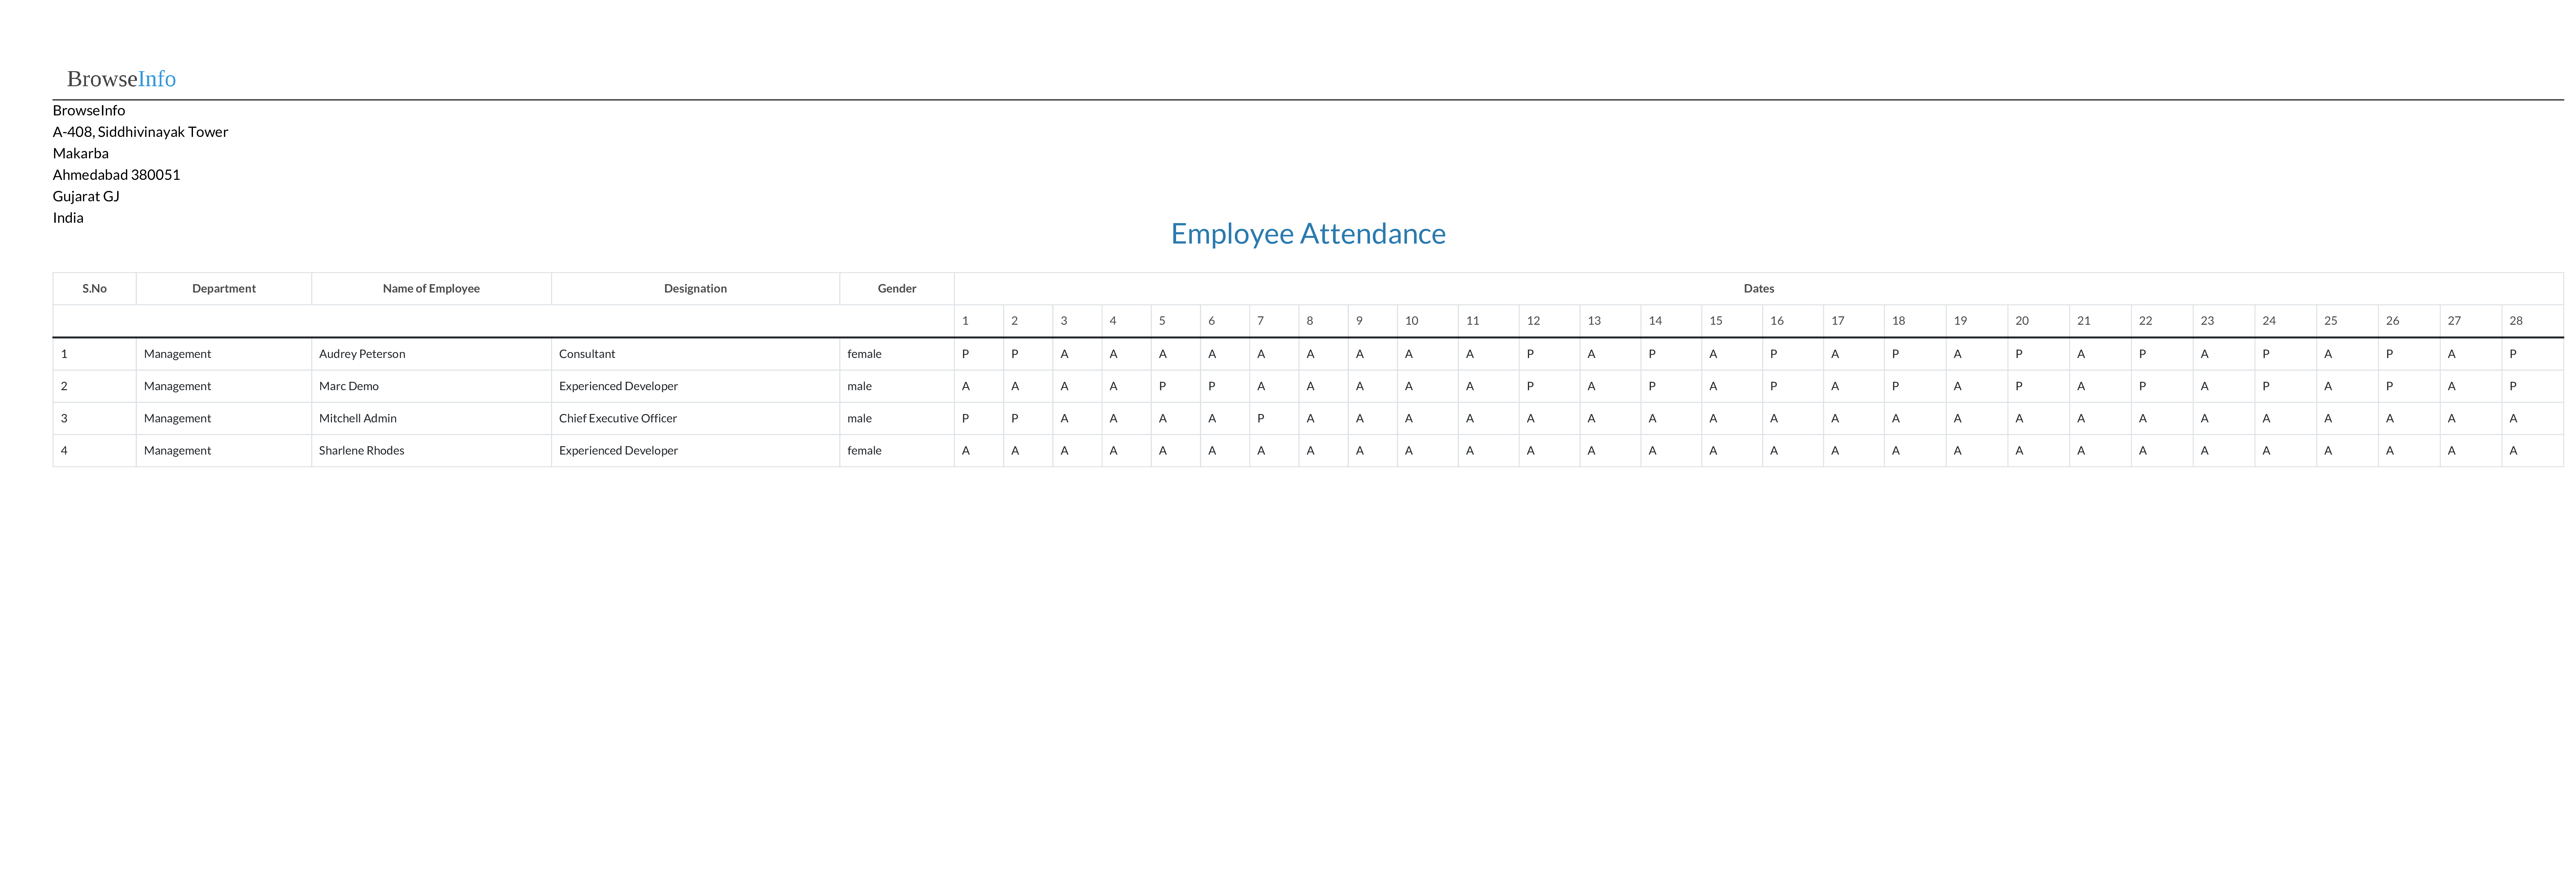 BrowseInfo
BrowseInfo
A-408, Siddhivinayak Tower
Makarba
Ahmedabad 380051
Gujarat GJ
India
Employee Attendance
S.No Department Name of Employee Designation Gender Dates
1 2 3 4 5 6 7 8 9 10 11 12 13 14 15 16 17 18 19 20 21 22 23 24 25 26 27 28
1 Management Audrey Peterson Consultant female P P A A A A A A A A A P A P A P A P A P A P A P A P A P
2 Management Marc Demo Experienced Developer male A A A A P P A A A A A P A P A P A P A P A P A P A P A P
3 Management Mitchell Admin Chief Executive Officer male P P A A A A P A A A A A A A A A A A A A A A A A A A A A
4 Management Sharlene Rhodes Experienced Developer female A A A A A A A A A A A A A A A A A A A A A A A A A A A A